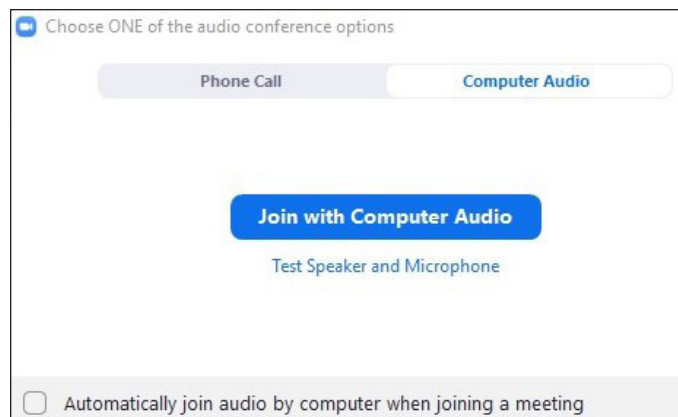 Choose ONE of the audio conference options
Phone Call Computer Audio
Join with Computer Audio
Test Speaker and Microphone
Automatically join audio by computer when joining a meeting